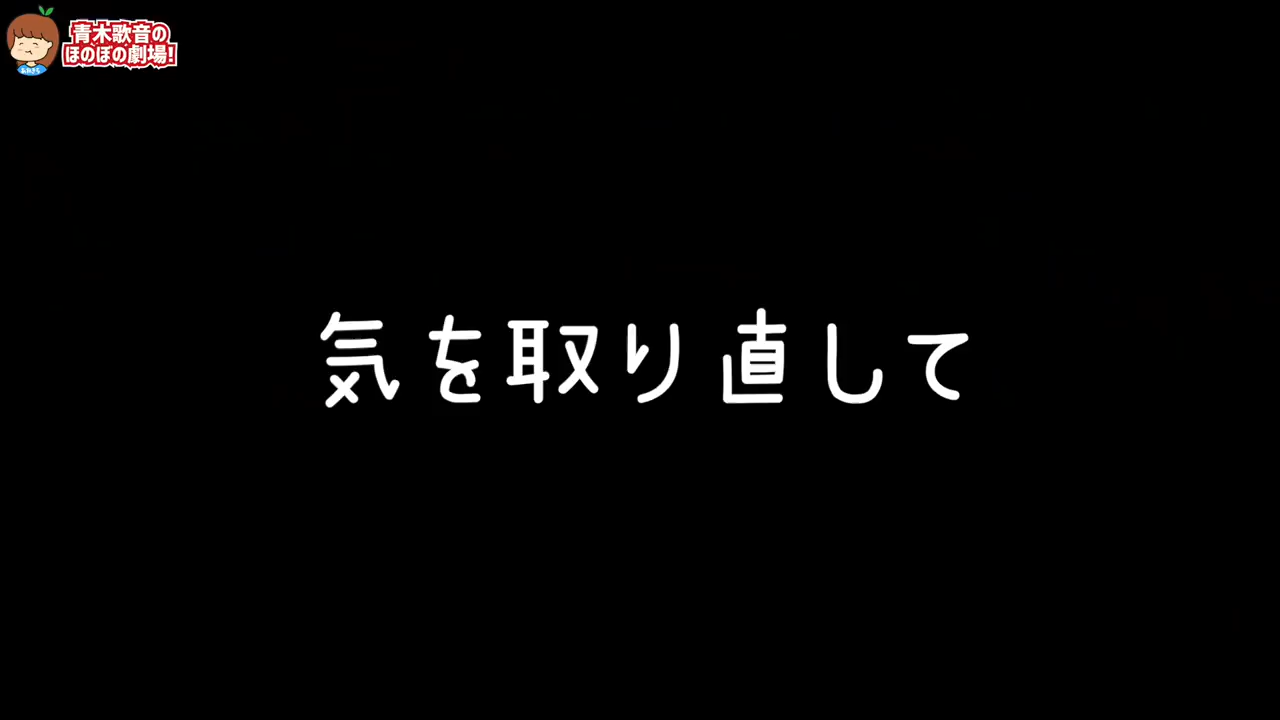 青木歌音の
ほのぼの劇場!
気を取り直して